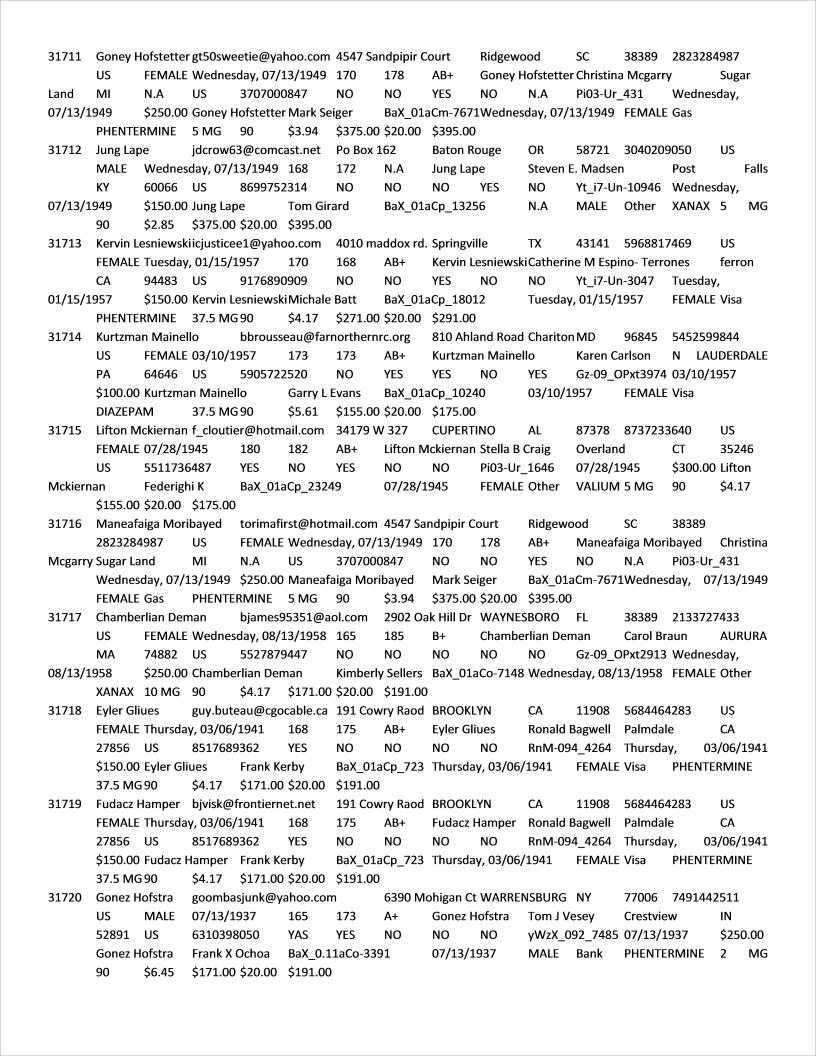 31711 Goney Hofstetter gt50sweetie@yahoo.com 4547 Sandpipir Court Ridgewood SC 38389 2823284987
US FEMALE Wednesday, 07/13/1949 170 178 AB+ Goney Hofstetter Christina Mcgarry Sugar
Land MI N.A US 3707000847 NO NO YES NO N.A Pi03-Ur_431 Wednesday,
07/13/1949 $250.00 Goney Hofstetter Mark Seiger BaX_01aCm-7671 Wednesday, 07/13/1949 FEMALE Gas
PHENTERMINE 5 MG 90 $3.94 $375.00 $20.00 $395.00
31712 Jung Lape jdcrow63@comcast.net Po Box 162 Baton Rouge OR 58721 3040209050 US
MALE Wednesday, 07/13/1949 168 172 N.A Jung Lape Steven E. Madsen Post Falls
KY 60066 US 8699752314 NO NO NO YES NO Yt_i7-Un-10946 Wednesday,
07/13/1949 $150.00 Jung Lape Tom Girard BaX_01aCp_13256 N.A MALE Other XANAX 5 MG
90 $2.85 $375.00 $20.00 $395.00
31713 Kervin Lesniewski icjusticee1@yahoo.com 4010 maddox rd. Springville TX 43141 5968817469 US
FEMALE Tuesday, 01/15/1957 170 168 AB+ Kervin Lesniewski Catherine M Espino- Terrones ferron
CA 94483 US 9176890909 NO NO YES NO NO Yt_i7-Un-3047 Tuesday,
01/15/1957 $150.00 Kervin Lesniewski Michale Batt BaX_01aCp_18012 Tuesday, 01/15/1957 FEMALE Visa
PHENTERMINE 37.5 MG 90 $4.17 $271.00 $20.00 $291.00
31714 Kurtzman Mainello bbrousseau@farnorthernrc.org 810 Ahland Road Chariton MD 96845 5452599844
US FEMALE 03/10/1957 173 173 AB+ Kurtzman Mainello Karen Carlson N LAUDERDALE
PA 64646 US 5905722520 NO YES YES NO YES Gz-09_OPxt3974 03/10/1957
$100.00 Kurtzman Mainello Garry L Evans BaX_01aCp_10240 03/10/1957 FEMALE Visa
DIAZEPAM 37.5 MG 90 $5.61 $155.00 $20.00 $175.00
31715 Lifton Mckiernan f_cloutier@hotmail.com 34179 W 327 CUPERTINO AL 87378 8737233640 US
FEMALE 07/28/1945 180 182 AB+ Lifton Mckiernan Stella B Craig Overland CT 35246
US 5511736487 YES NO YES NO NO Pi03-Ur_1646 07/28/1945 $300.00 Lifton
Mckiernan Federighi K BaX_01aCp_23249 07/28/1945 FEMALE Other VALIUM 5 MG 90 $4.17
$155.00 $20.00 $175.00
31716 Maneafaiga Moribayed torimafirst@hotmail.com 4547 Sandpipir Court Ridgewood SC 38389
2823284987 US FEMALE Wednesday, 07/13/1949 170 178 AB+ Maneafaiga Moribayed Christina
Mcgarry Sugar Land MI N.A US 3707000847 NO NO YES NO N.A Pi03-Ur_431
Wednesday, 07/13/1949 $250.00 Maneafaiga Moribayed Mark Seiger BaX_01aCm-7671 Wednesday, 07/13/1949
FEMALE Gas PHENTERMINE 5 MG 90 $3.94 $375.00 $20.00 $395.00
31717 Chamberlian Deman bjames95351@aol.com 2902 Oak Hill Dr WAYNESBORO FL 38389 2133727433
US FEMALE Wednesday, 08/13/1958 165 185 B+ Chamberlian Deman Carol Braun AURURA
MA 74882 US 5527879447 NO YES NO NO NO Gz-09_OPxt2913 Wednesday,
08/13/1958 $250.00 Chamberlian Deman Kimberly Sellers BaX_01aCo-7148 Wednesday, 08/13/1958 FEMALE Other
XANAX 10 MG 90 $4.17 $171.00 $20.00 $191.00
31718 Eyler Gliues guy.buteau@cgocable.ca 191 Cowry Raod BROOKLYN CA 11908 5684464283 US
FEMALE Thursday, 03/06/1941 168 175 AB+ Eyler Gliues Ronald Bagwell Palmdale CA
27856 US 8517689362 YES NO NO NO NO RnM-094_4264 Thursday, 03/06/1941
$150.00 Eyler Gliues Frank Kerby BaX_01aCp_723 Thursday, 03/06/1941 FEMALE Visa PHENTERMINE
37.5 MG 90 $4.17 $171.00 $20.00 $191.00
31719 Fudacz Hamper bjvisk@frontiernet.net 191 Cowry Raod BROOKLYN CA 11908 5684464283 US
FEMALE Thursday, 03/06/1941 168 175 AB+ Fudacz Hamper Ronald Bagwell Palmdale CA
27856 US 8517689362 YES NO NO NO NO RnM-094_4264 Thursday, 03/06/1941
$150.00 Fudacz Hamper Frank Kerby BaX_01aCp_723 Thursday, 03/06/1941 FEMALE Visa PHENTERMINE
37.5 MG 90 $4.17 $171.00 $20.00 $191.00
31720 Gonez Hofstra goombasjunk@yahoo.com 6390 Mohigan Ct WARRENSBURG NY 77006 7491442511
US MALE 07/13/1937 165 173 A+ Gonez Hofstra Tom J Vesey Crestview IN
52891 US 6310398050 YAS YES NO NO NO yWzX_092_7485 07/13/1937 $250.00
Gonez Hofstra Frank X Ochoa BaX_0.11aCo-3391 07/13/1937 MALE Bank PHENTERMINE 2 MG
90 $6.45 $171.00 $20.00 $191.00